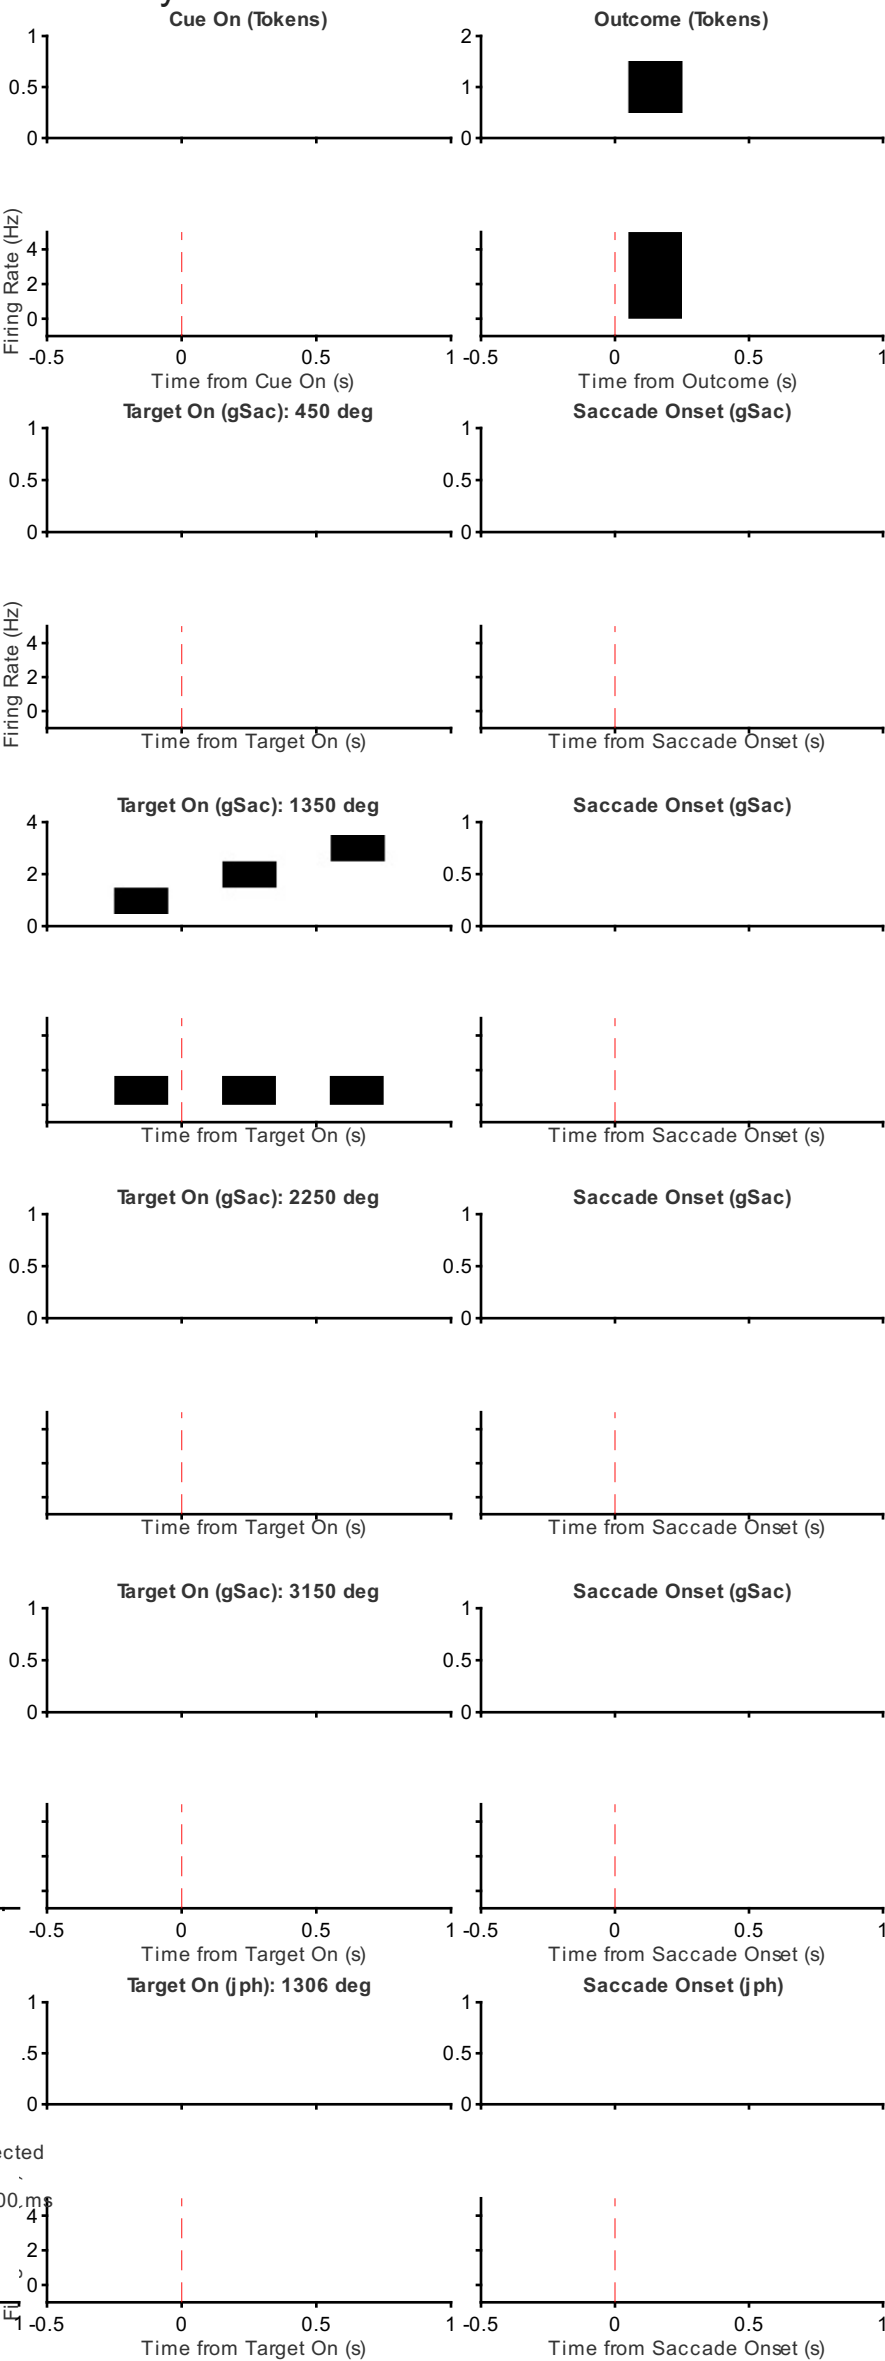 Cue On (Tokens) Outcome (Tokens)
1 2
0.5 1
0 0
Firing Rate (Hz)
4
2
0
-0.5 0 0.5 1 -0.5 0 0.5 1
Time from Cue On (s) Time from Outcome (s)
Target On (gSac): 450 deg Saccade Onset (gSac)
1 1
0.5 0.5
0 0
Firing Rate (Hz)
4
2
0
Time from Target On (s) Time from Saccade Onset (s)
Target On (gSac): 1350 deg Saccade Onset (gSac)
4 1
2 0.5
0 0
Time from Target On (s) Time from Saccade Onset (s)
Target On (gSac): 2250 deg Saccade Onset (gSac)
1 1
0.5 0.5
0 0
Time from Target On (s) Time from Saccade Onset (s)
Target On (gSac): 3150 deg Saccade Onset (gSac)
1 1
0.5 0.5
0 0
-0.5 0 0.5 1 -0.5 0 0.5 1
Time from Target On (s) Time from Saccade Onset (s)
Target On (jph): 1306 deg Saccade Onset (jph)
1 1
.5 0.5
0 0
ected
00 ms
4
2
0
1 -0.5 0 0.5 1 -0.5 0 0.5 1
Time from Target On (s) Time from Saccade Onset (s)